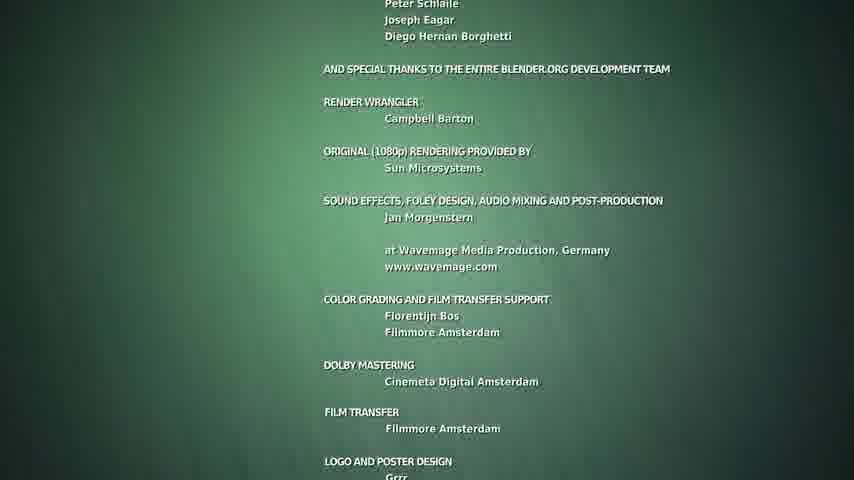 Peter Schlaile
Joseph Eagar
Diego Hernan Borghetti
AND SPECIAL THANKS TO THE ENTIRE BLENDER.ORG DEVELOPMENT TEAM
RENDER WRANGLER
Campbell Barton
ORIGINAL (1080p) RENDERING PROVIDED BY
Sun Microsystems
SOUND EFFECTS, FOLEY DESIGN, AUDIO MIXING AND POST-PRODUCTION
Jan Morgenstern
at Wavemage Media Production, Germany
www.wavemage.com
COLOR GRADING AND FILM TRANSFER SUPPORT
Florentijn Bos
Filmmore Amsterdam
DOLBY MASTERING
Cinemeta Digital Amsterdam
FILM TRANSFER
Filmmore Amsterdam
LOGO AND POSTER DESIGN
Grrr